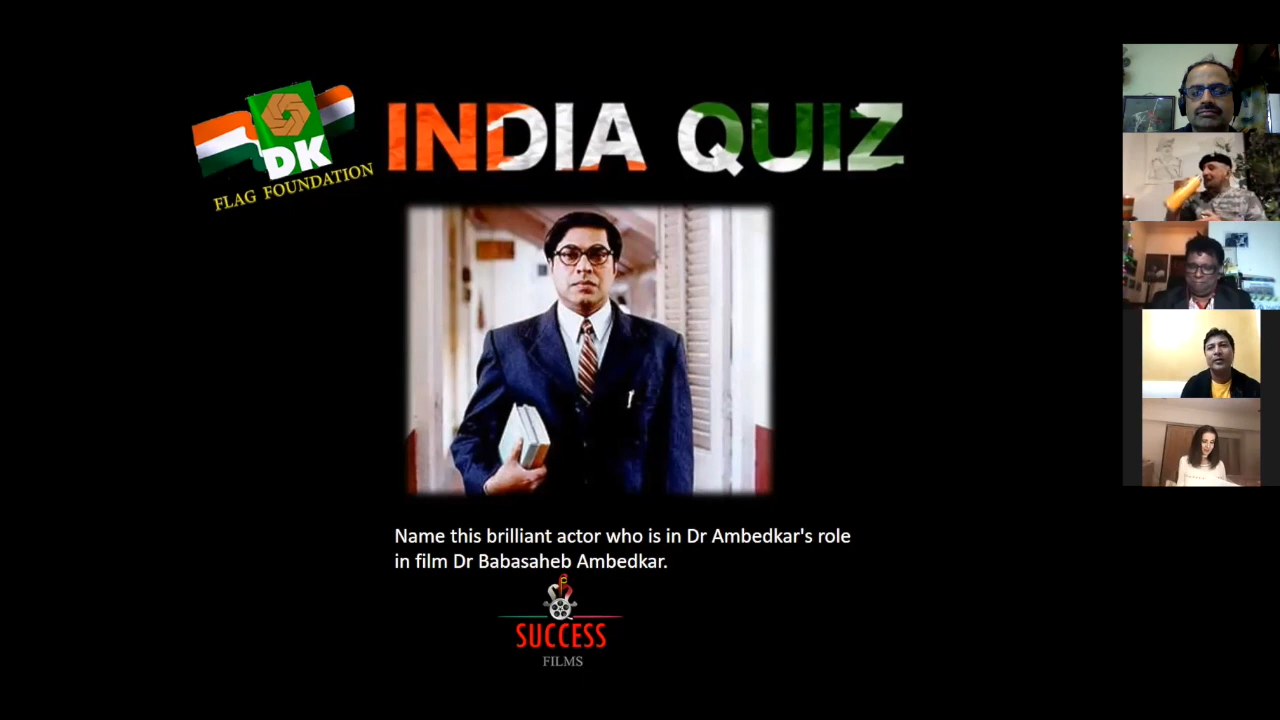 DK
FLAG FOUNDATION
INDIA QUIZ
Name this brilliant actor who is in Dr Ambedkar's role
in film Dr Babasaheb Ambedkar.
SUCCESS
FILMS